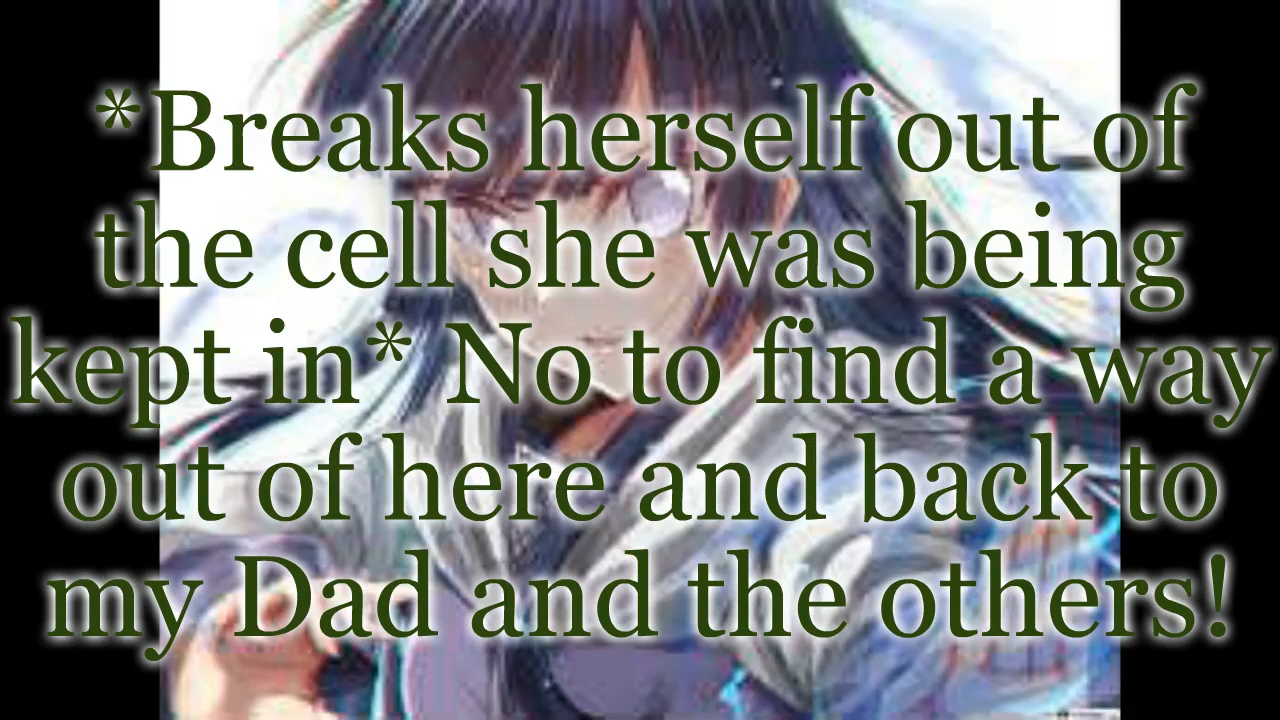 *Breaks herself out of
the cell she was being
kept in* No to find a way
out of here and back to
my Dad and the others!